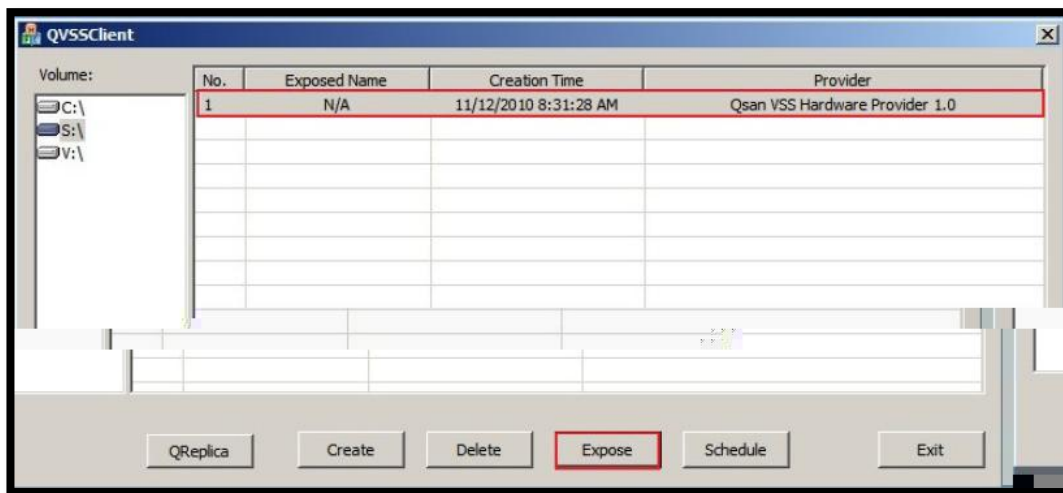 QVSSClient
Volume:
No. Exposed Name Creation Time Provider
1 N/A 11/12/2010 8:31:28 AM Qsan VSS Hardware Provider 1.0
C:\
S:\
V:\
QReplica Create Delete Expose Schedule Exit